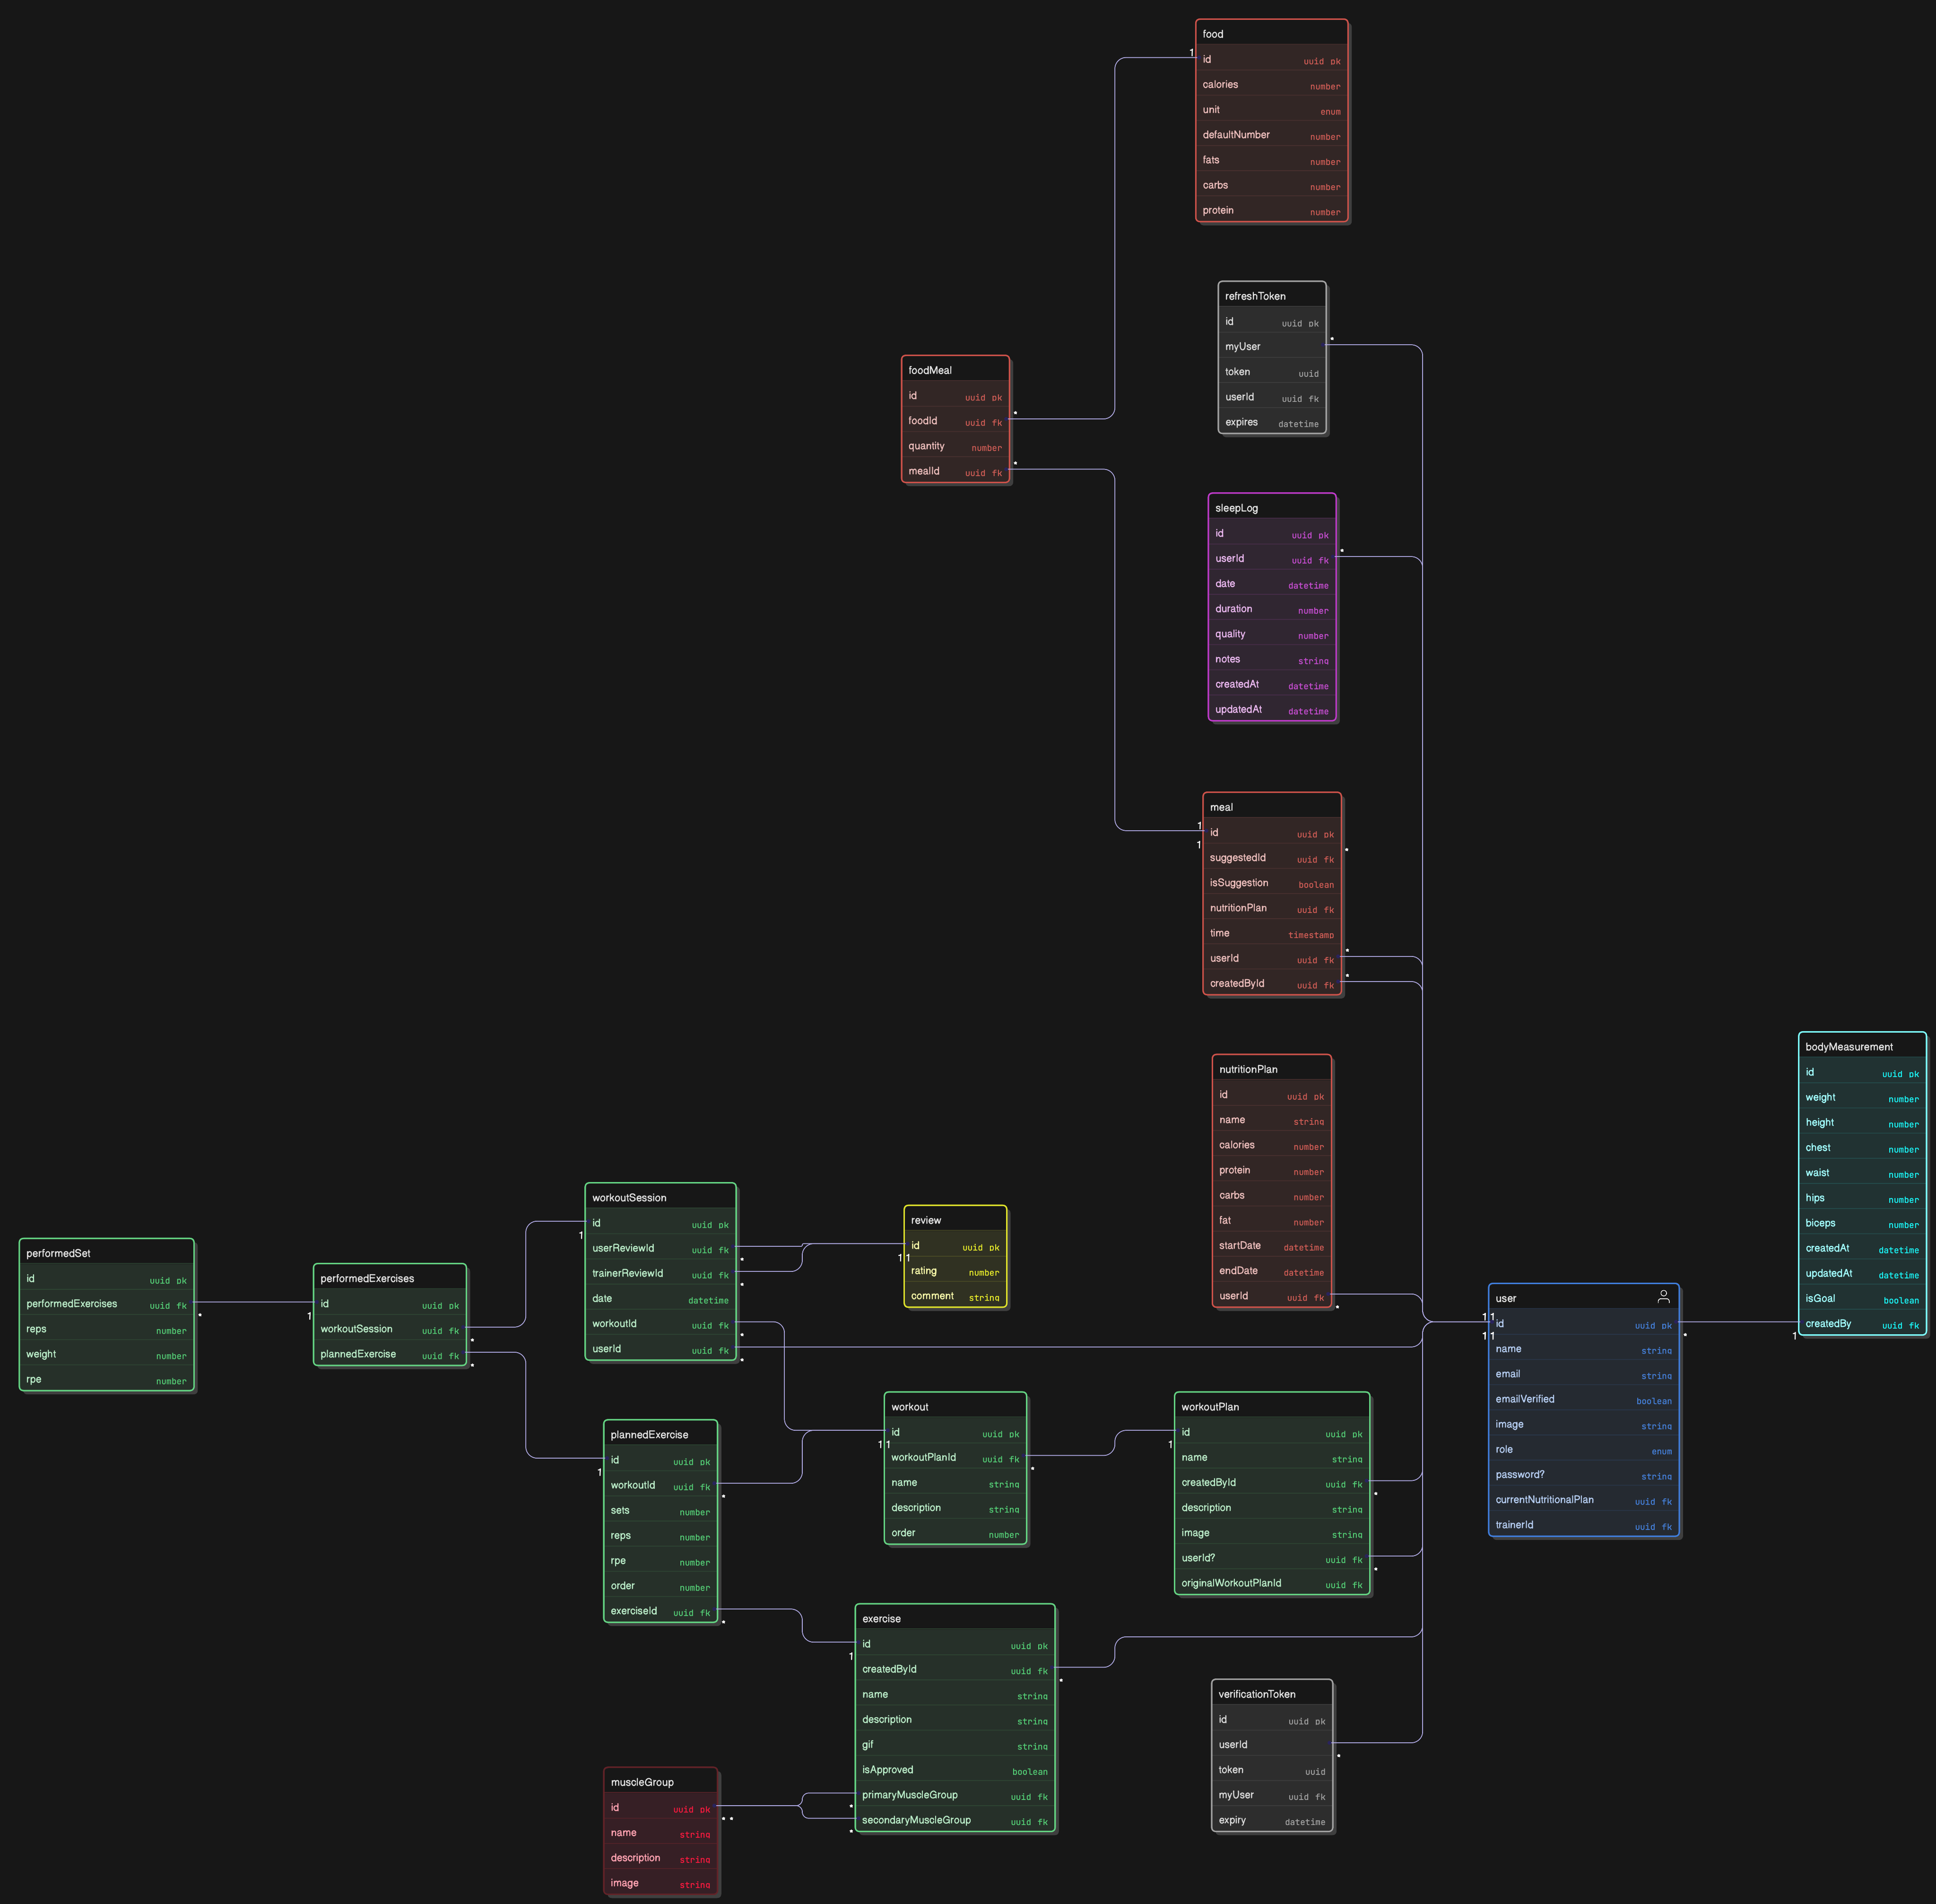 food
id uuid pk
calories number
unit enum
defaultNumber number
fats number
carbs number
protein number
refreshToken
id uuid pk
myUser
token uuid
userId uuid fk
expires datetime
foodMeal
id uuid pk
foodId uuid fk
quantity number
mealId uuid fk
sleepLog
id uuid pk
userId uuid fk
date datetime
duration number
quality number
notes string
createdAt datetime
updatedAt datetime
meal
id uuid pk
suggestedId uuid fk
isSuggestion boolean
nutritionPlan uuid fk
time timestamp
userId uuid fk
createdById uuid fk
nutritionPlan
id uuid pk
name string
calories number
protein number
carbs number
fat number
startDate datetime
endDate datetime
userId uuid fk
bodyMeasurement
id uuid pk
weight number
height number
chest number
waist number
hips number
biceps number
createdAt datetime
updatedAt datetime
isGoal boolean
createdBy uuid fk
workoutSession
id uuid pk
userReviewId uuid fk
trainerReviewId uuid fk
date datetime
workoutId uuid fk
userId uuid fk
review
id uuid pk
rating number
comment string
performedSet
id uuid pk
performedExercises uuid fk
reps number
weight number
rpe number
performedExercises
id uuid pk
workoutSession uuid fk
plannedExercise uuid fk
user
id uuid pk
name string
email string
emailVerified boolean
image string
role enum
password? string
currentNutritionalPlan uuid fk
trainerId uuid fk
workout
id uuid pk
workoutPlanId uuid fk
name string
description string
order number
workoutPlan
id uuid pk
name string
createdById uuid fk
description string
image string
userId? uuid fk
originalWorkoutPlanId uuid fk
plannedExercise
id uuid pk
workoutId uuid fk
sets number
reps number
rpe number
order number
exerciseId uuid fk
exercise
id uuid pk
createdById uuid fk
name string
description string
gif string
isApproved boolean
primaryMuscleGroup uuid fk
secondaryMuscleGroup uuid fk
verificationToken
id uuid pk
userId
token uuid
myUser uuid fk
expiry datetime
muscleGroup
id uuid pk
name string
description string
image string